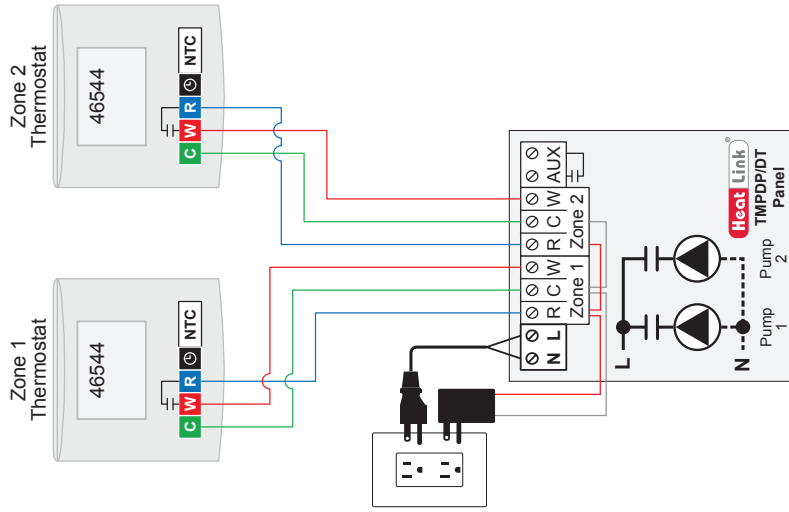 Zone 1
Thermostat
46544
C W R NTC
Zone 2
Thermostat
46544
C W R NTC
N L R C W R C W AUX
Zone 1 Zone 2
L
N
Pump
1
Pump
2
Heat Link®
TMPDP/DT
Panel